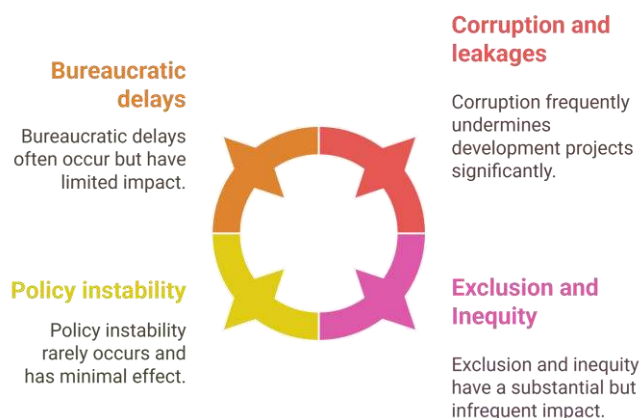 Bureaucratic
delays
Bureaucratic delays
often occur but have
limited impact.
Corruption and
leakages
Corruption frequently
undermines
development projects
significantly.
Policy instability
Policy instability
rarely occurs and
has minimal effect.
Exclusion and
Inequity
Exclusion and inequity
have a substantial but
infrequent impact.